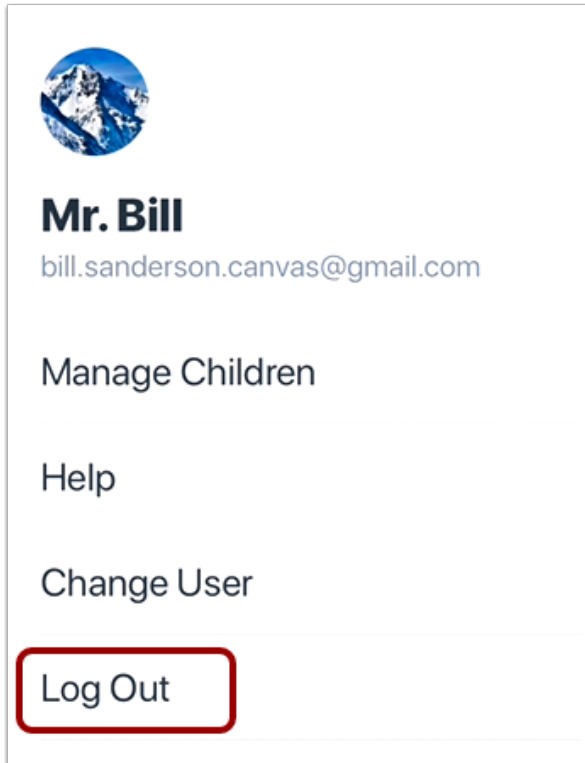 Mr. Bill
bill.sanderson.canvas@gmail.com
Manage Children
Help
Change User
Log Out